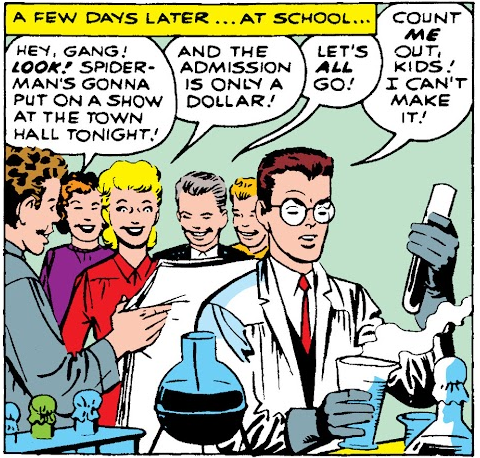 A FEW DAYS LATER...AT SCHOOL...
HEY, GANG!
LOOK! SPIDER-
MAN'S GONNA
PUT ON A SHOW
AT THE TOWN
HALL TONIGHT!
AND THE
ADMISSION
IS ONLY A
DOLLAR!
LET'S
ALL
GO!
COUNT
ME
OUT,
KIDS!
I CAN'T
MAKE
IT!